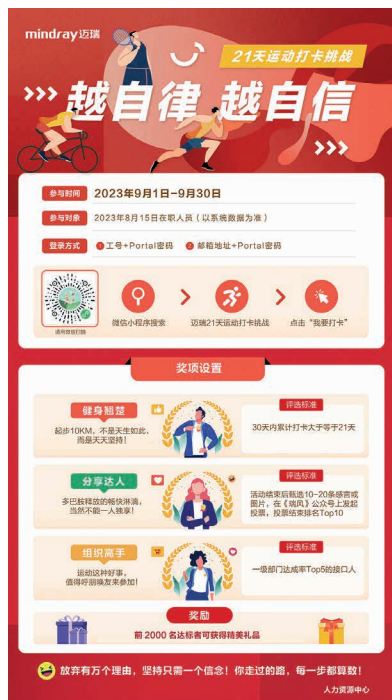 mindray迈瑞
21天运动打卡挑战
>>> 越自律 越自信
>>>
参与时间 2023年9月1日-9月30日
参与对象 2023年8月15日在职人员（以系统数据为准）
登录方式 1 工号+Portal密码 2 邮箱地址+Portal密码
请用微信扫描
微信小程序搜索 > 迈瑞21天运动打卡挑战 > 点击“我要打卡”
奖项设置
健身翘楚
起步10KM，不是天生如此，
而是天天坚持！
评选标准
30天内累计打卡大于等于21天
分享达人
多巴胺释放的畅快淋漓，
当然不能一人独享！
评选标准
活动结束后甄选10-20条感言或
图片，在《瑞风》公众号上发起
投票，投票结束排名Top10
组织高手
运动这种好事，
值得呼朋唤友来参加！
评选标准
一级部门达成率Top5的接口人
奖励
前 2000 名达标者可获得精美礼品
放弃有万个理由，坚持只需一个信念！你走过的路，每一步都算数！
人力资源中心